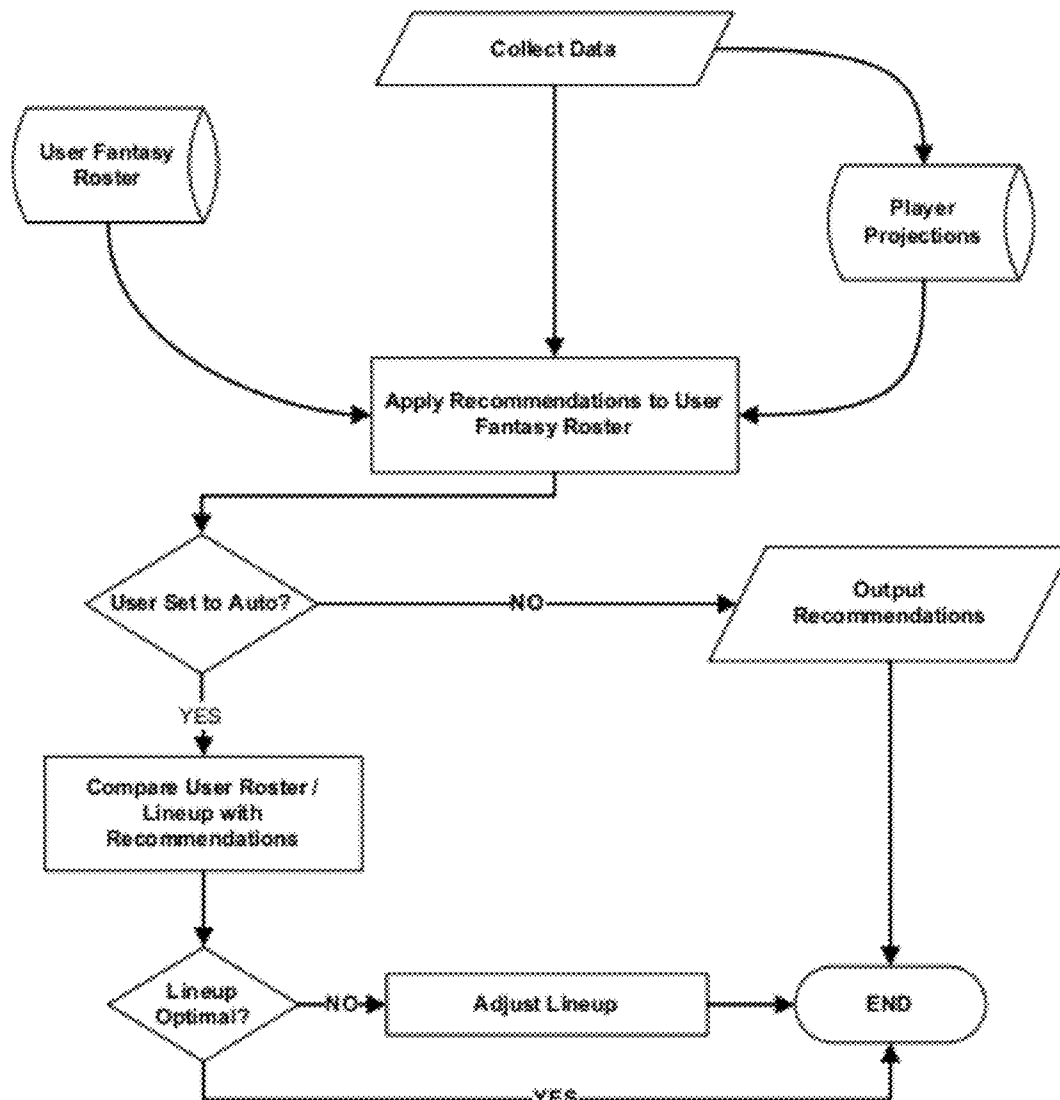 Collect Data
User Fantasy
Roster
Player
Projections
Apply Recommendations to User
Fantasy Roster
User Set to Auto?
NO
Output
Recommendations
YES
Compare User Roster /
Lineup with
Recommendations
Lineup
Optimal?
NO
Adjust Lineup
END
YES